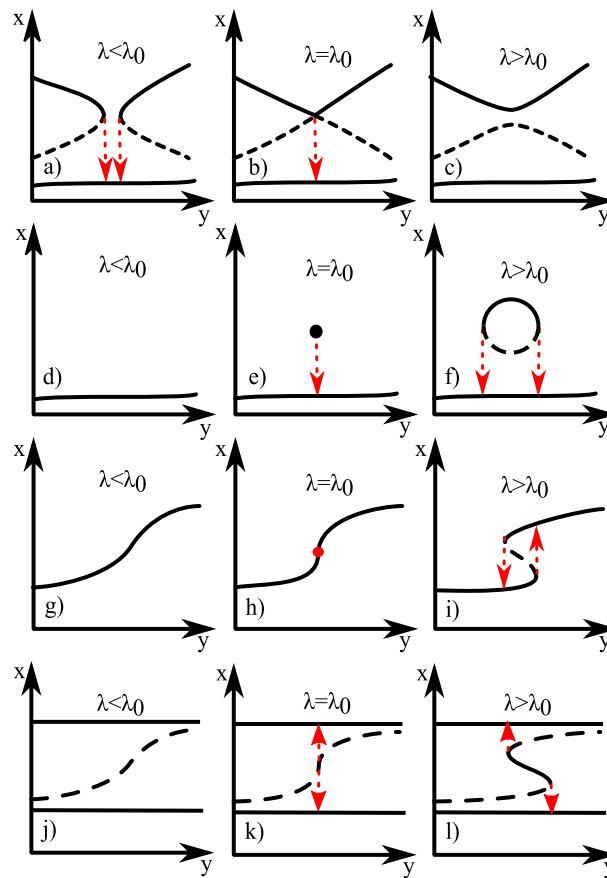 x x x
λ<λ₀ λ=λ₀ λ>λ₀
a) b) c)
y y y
x x x
λ<λ₀ λ=λ₀ λ>λ₀
d) e) f)
y y y
x x x
λ<λ₀ λ=λ₀ λ>λ₀
g) h) i)
y y y
x x x
λ<λ₀ λ=λ₀ λ>λ₀
j) k) l)
y y y